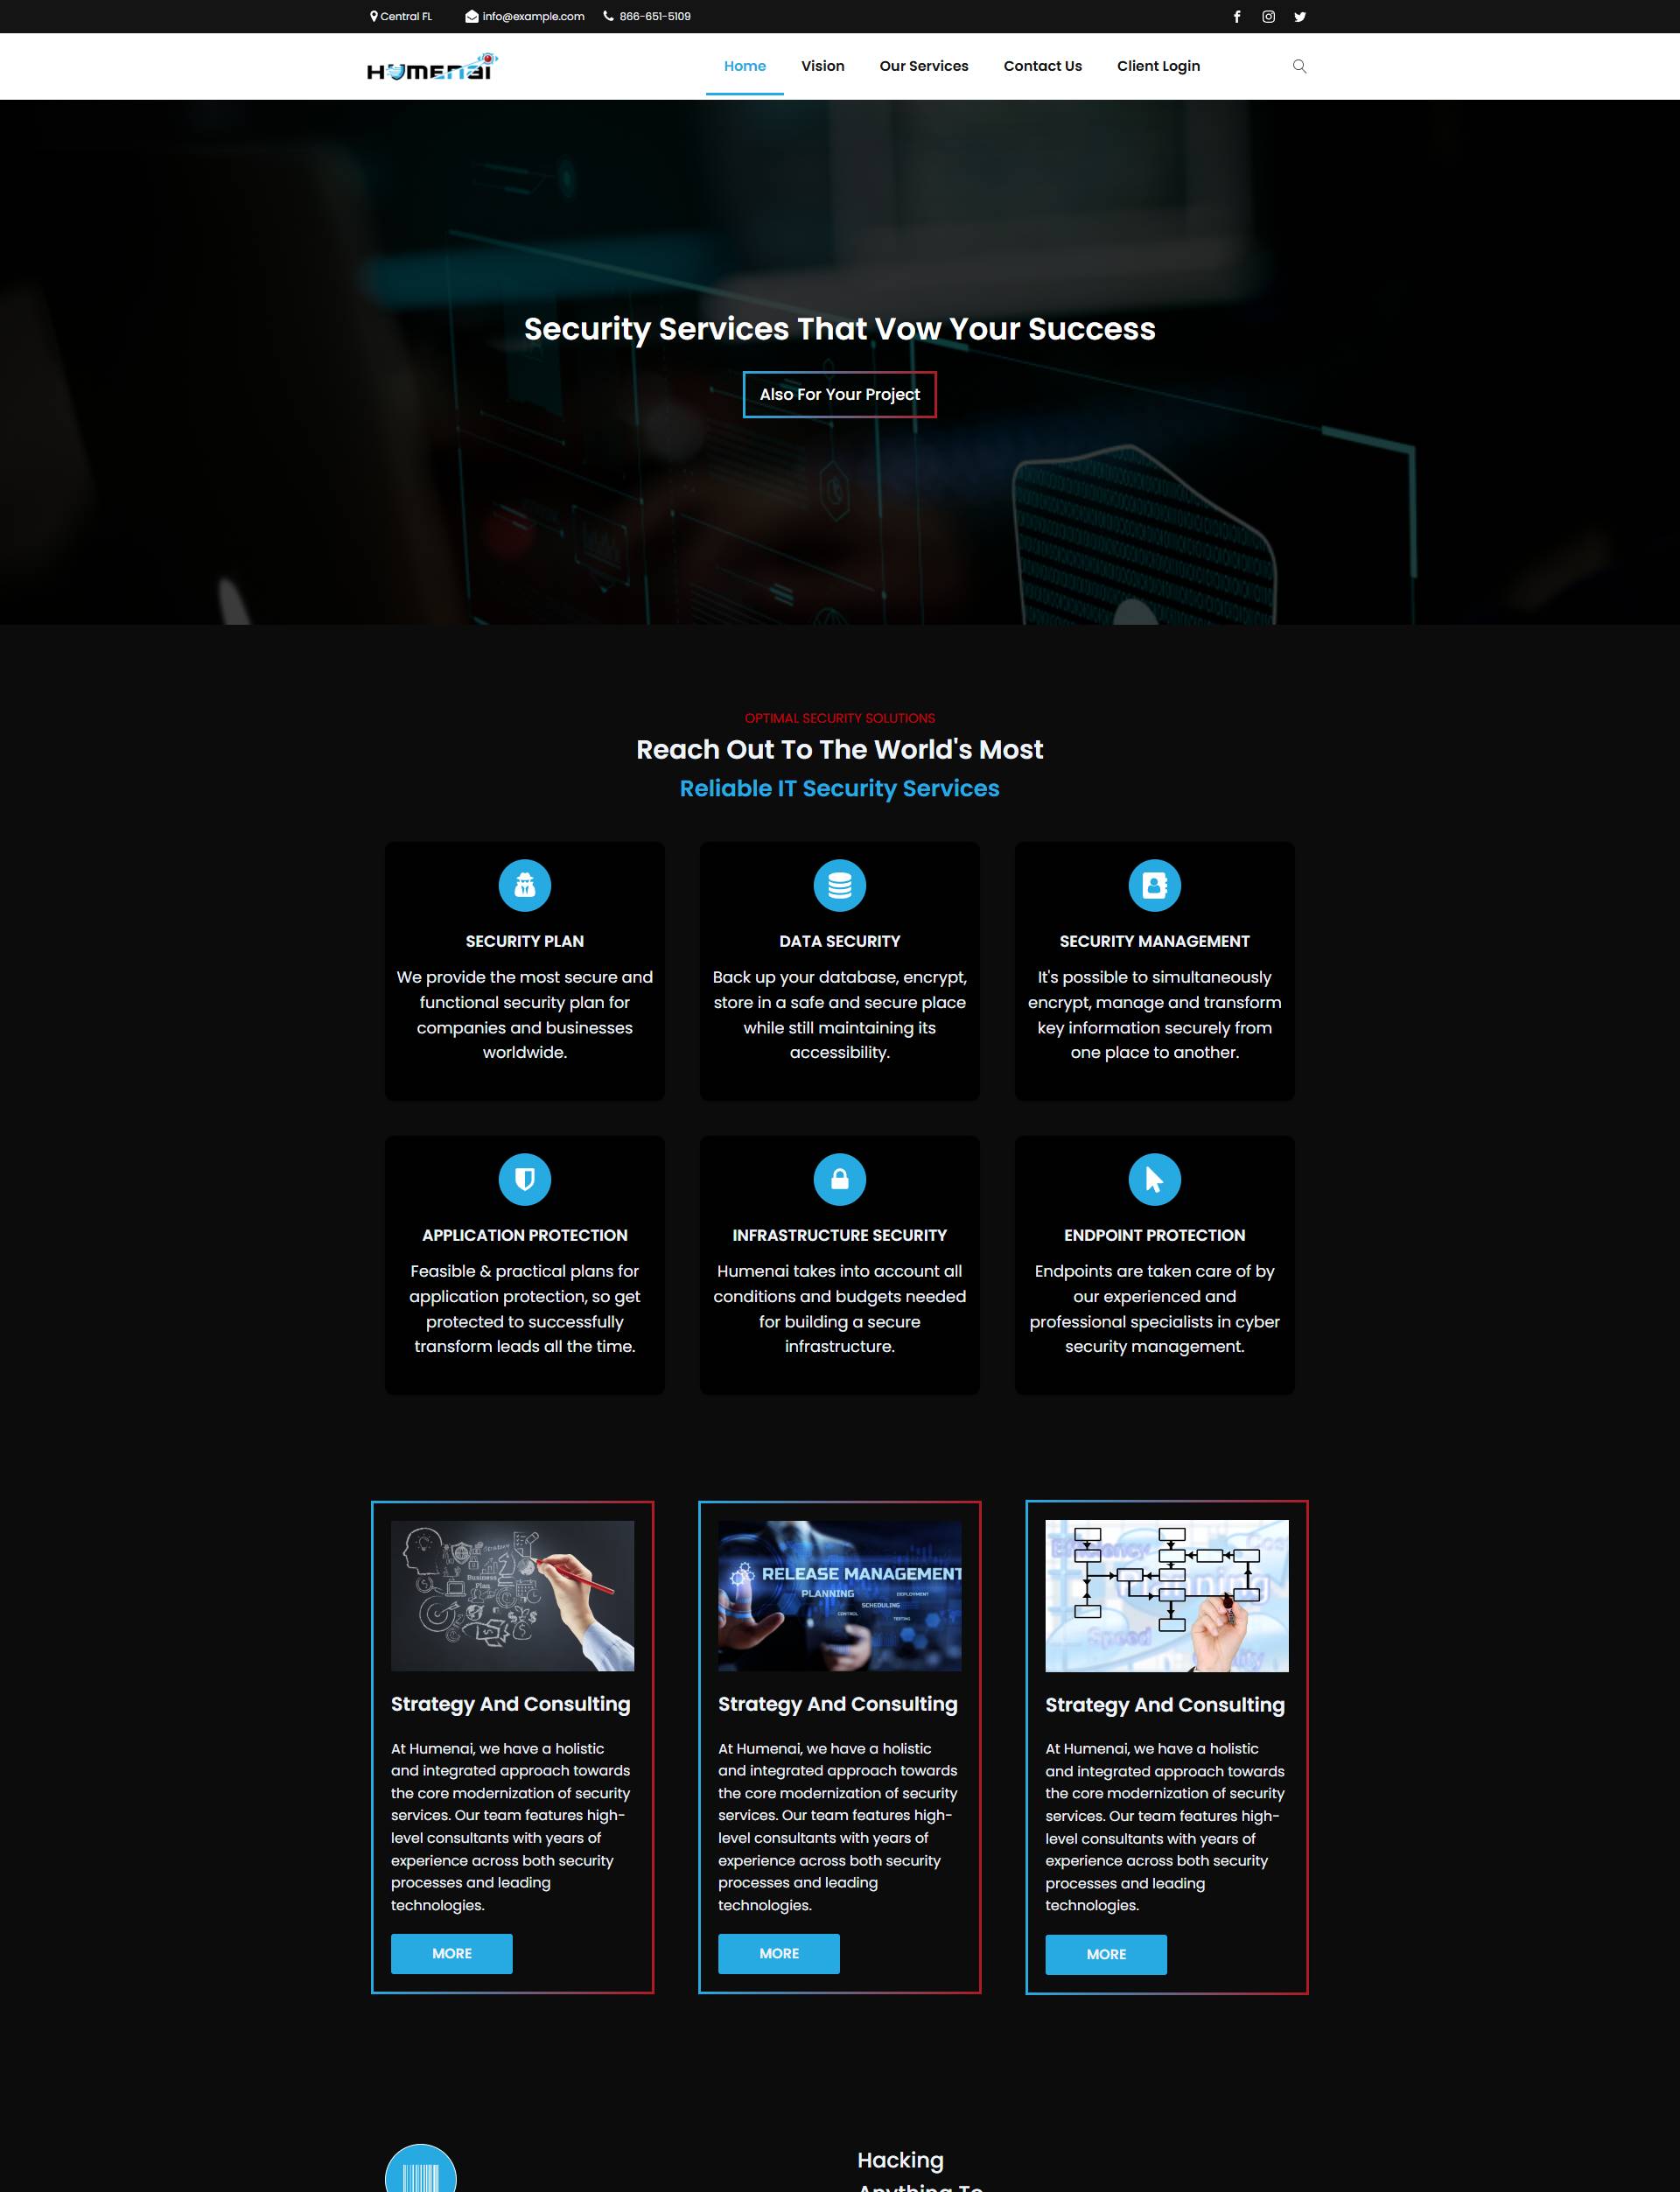 Central FL
info@example.com
866-651-5109
HUMENai
Home
Vision
Our Services
Contact Us
Client Login
Security Services That Vow Your Success
Also For Your Project
OPTIMAL SECURITY SOLUTIONS
Reach Out To The World's Most
Reliable IT Security Services
SECURITY PLAN
We provide the most secure and
functional security plan for
companies and businesses
worldwide.
DATA SECURITY
Back up your database, encrypt,
store in a safe and secure place
while still maintaining its
accessibility.
SECURITY MANAGEMENT
It's possible to simultaneously
encrypt, manage and transform
key information securely from
one place to another.
APPLICATION PROTECTION
Feasible & practical plans for
application protection, so get
protected to successfully
transform leads all the time.
INFRASTRUCTURE SECURITY
Humenai takes into account all
conditions and budgets needed
for building a secure
infrastructure.
ENDPOINT PROTECTION
Endpoints are taken care of by
our experienced and
professional specialists in cyber
security management.
Business
Plan
Strategy And Consulting
At Humenai, we have a holistic
and integrated approach towards
the core modernization of security
services. Our team features high-
level consultants with years of
experience across both security
processes and leading
technologies.
MORE
RELEASE MANAGEMENT
PLANNING
DEPLOYMENT
SCHEDULING
CONTROL
TESTING
Strategy And Consulting
At Humenai, we have a holistic
and integrated approach towards
the core modernization of security
services. Our team features high-
level consultants with years of
experience across both security
processes and leading
technologies.
MORE
Efficiency
Speed
Strategy And Consulting
At Humenai, we have a holistic
and integrated approach towards
the core modernization of security
services. Our team features high-
level consultants with years of
experience across both security
processes and leading
technologies.
MORE
Hacking
Anything To